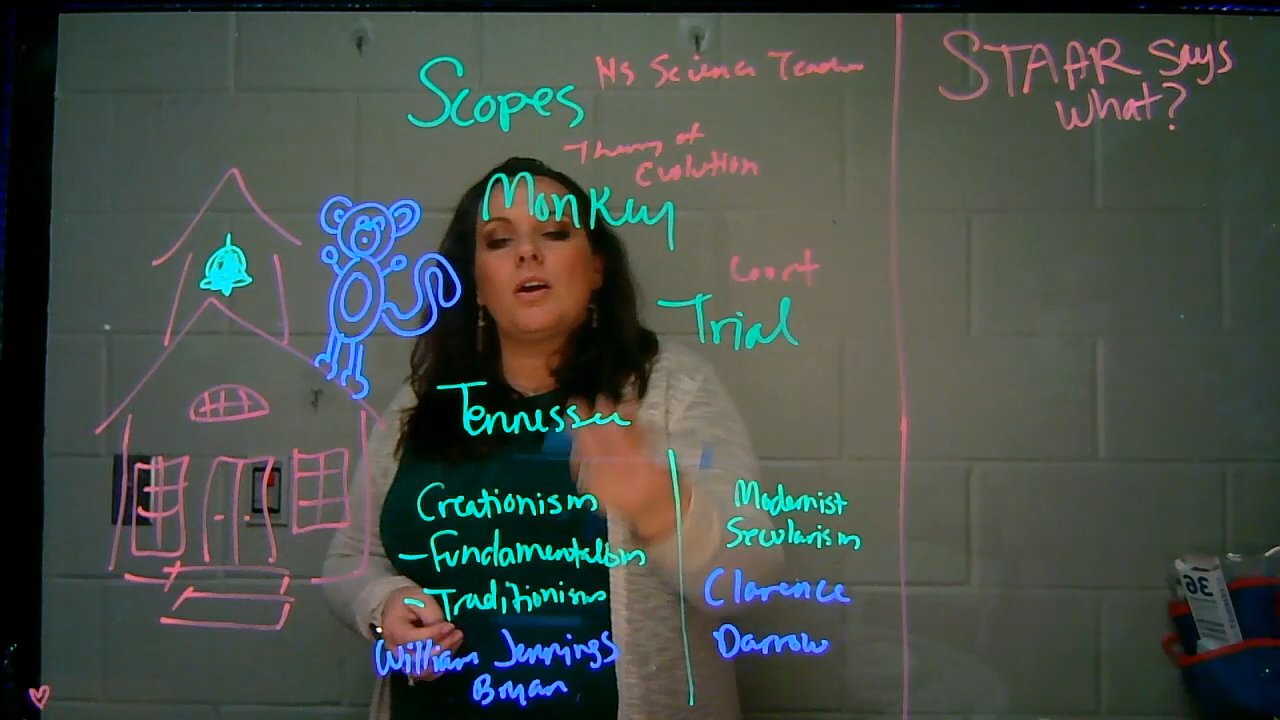 Scopes
HS Science Teacher
Theory of
Evolution
Monkey
Court
Trial
Tennessee
Creationism
- Fundamentalism
- Traditionism
William Jennings
Bryan
Modernist
Secularism
Clarence
Darrow
STAAR Says
What?